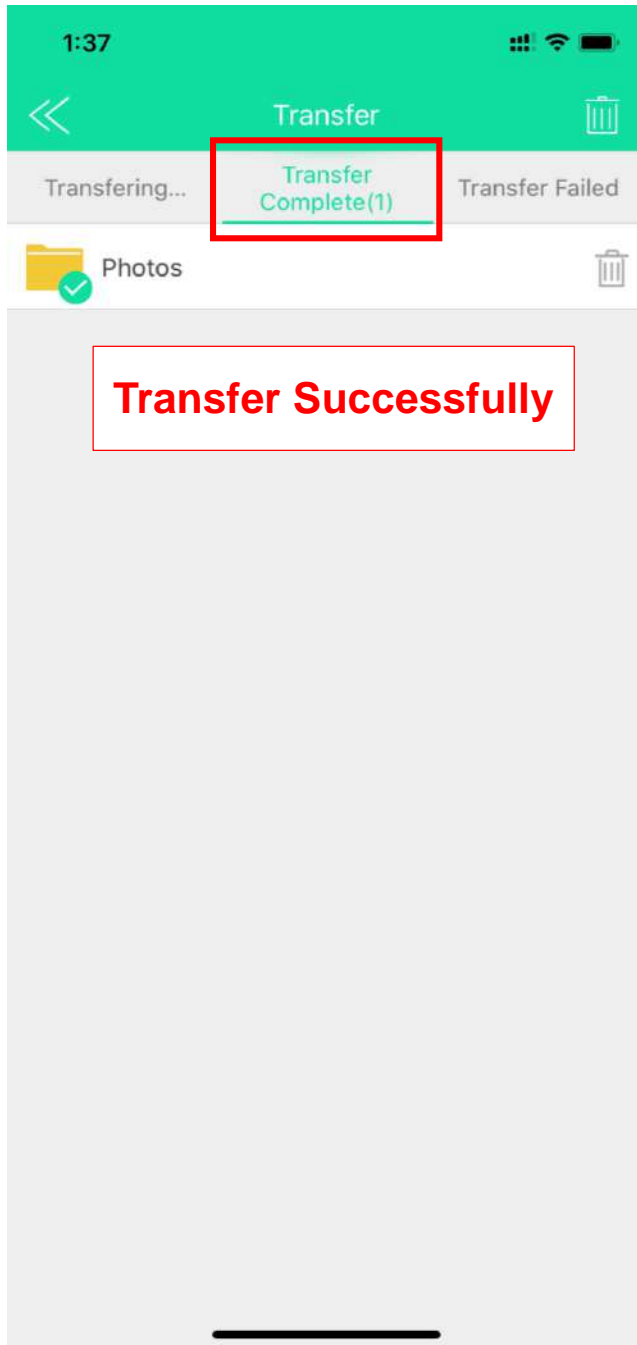 1:37
Transfer
Transfering...
Transfer
Complete(1)
Transfer Failed
Photos
Transfer Successfully